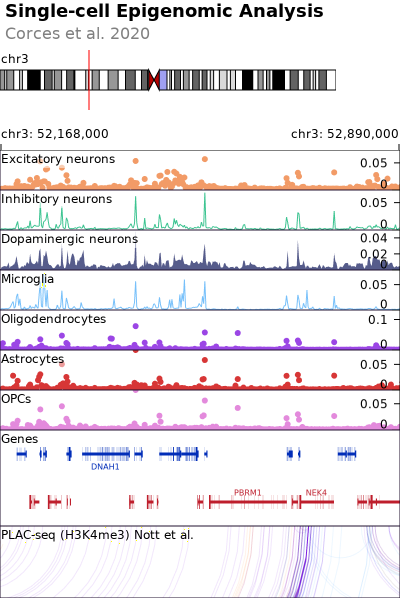 Single-cell Epigenomic Analysis
Corces et al. 2020
chr3
chr3: 52,168,000
chr3: 52,890,000
Excitatory neurons
0.05
0
Inhibitory neurons
0.05
0
Dopaminergic neurons
0.04
0.02
0
Microglia
0.05
0
Oligodendrocytes
0.1
0
Astrocytes
0.05
0
OPCs
0.05
0
Genes
DNAH1
PBRM1
NEK4
PLAC-seq (H3K4me3) Nott et al.